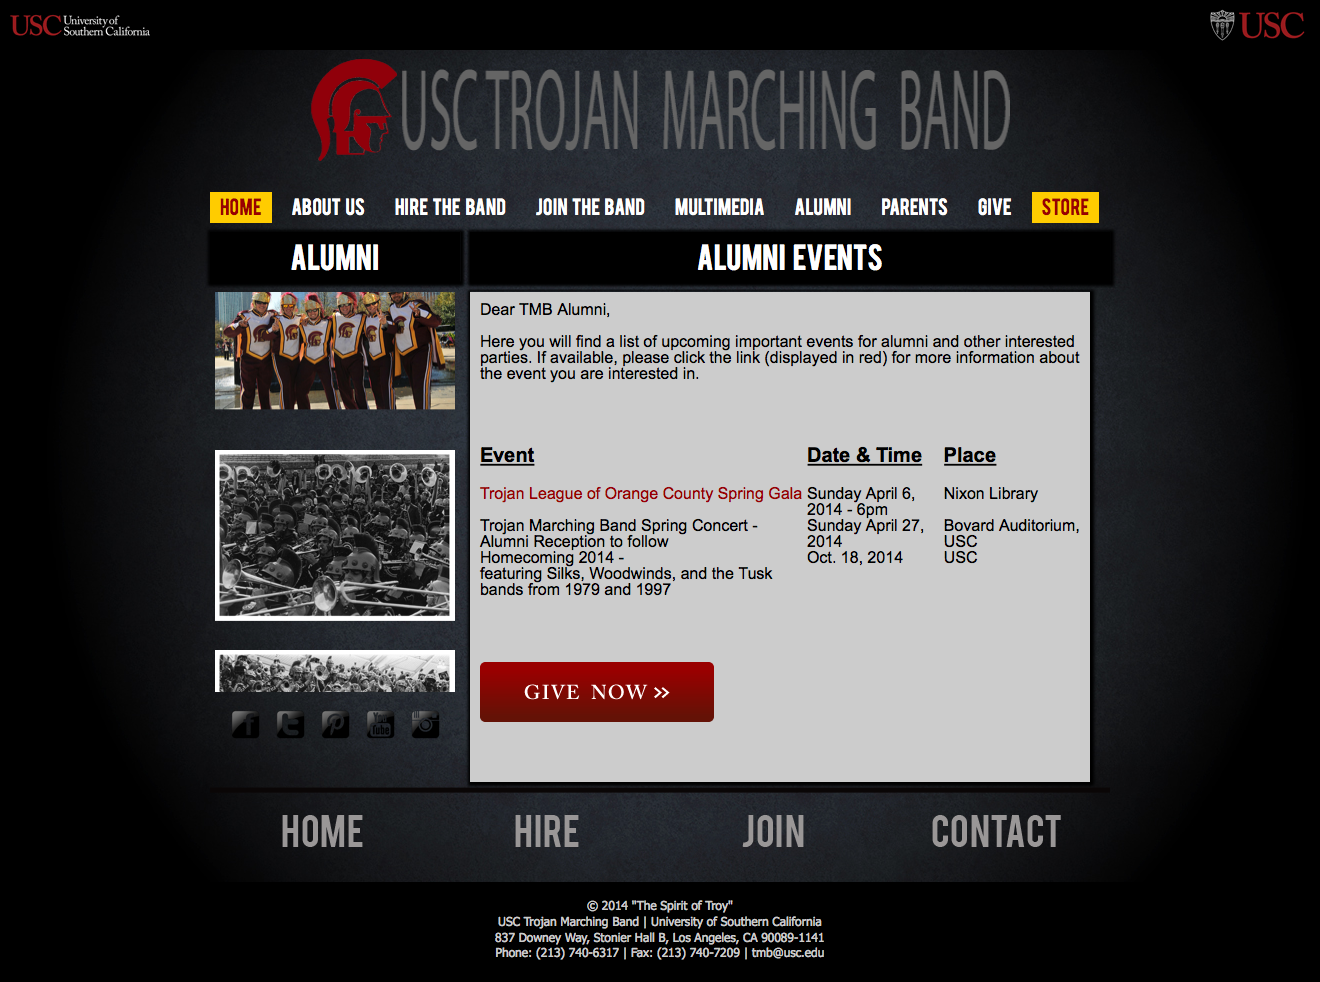 USC University of Southern California
USC
USC TROJAN MARCHING BAND
HOME ABOUT US HIRE THE BAND JOIN THE BAND MULTIMEDIA ALUMNI PARENTS GIVE STORE
ALUMNI
ALUMNI EVENTS
Dear TMB Alumni,
Here you will find a list of upcoming important events for alumni and other interested
parties. If available, please click the link (displayed in red) for more information about
the event you are interested in.
Event Date & Time Place
Trojan League of Orange County Spring Gala Sunday April 6, Nixon Library
2014 - 6pm
Trojan Marching Band Spring Concert - Sunday April 27, Bovard Auditorium,
Alumni Reception to follow 2014 USC
Homecoming 2014 - Oct. 18, 2014 USC
featuring Silks, Woodwinds, and the Tusk
bands from 1979 and 1997
GIVE NOW »
You Tube
HOME HIRE JOIN CONTACT
© 2014 "The Spirit of Troy"
USC Trojan Marching Band | University of Southern California
837 Downey Way, Stonier Hall B, Los Angeles, CA 90089-1141
Phone: (213) 740-6317 | Fax: (213) 740-7209 | tmb@usc.edu